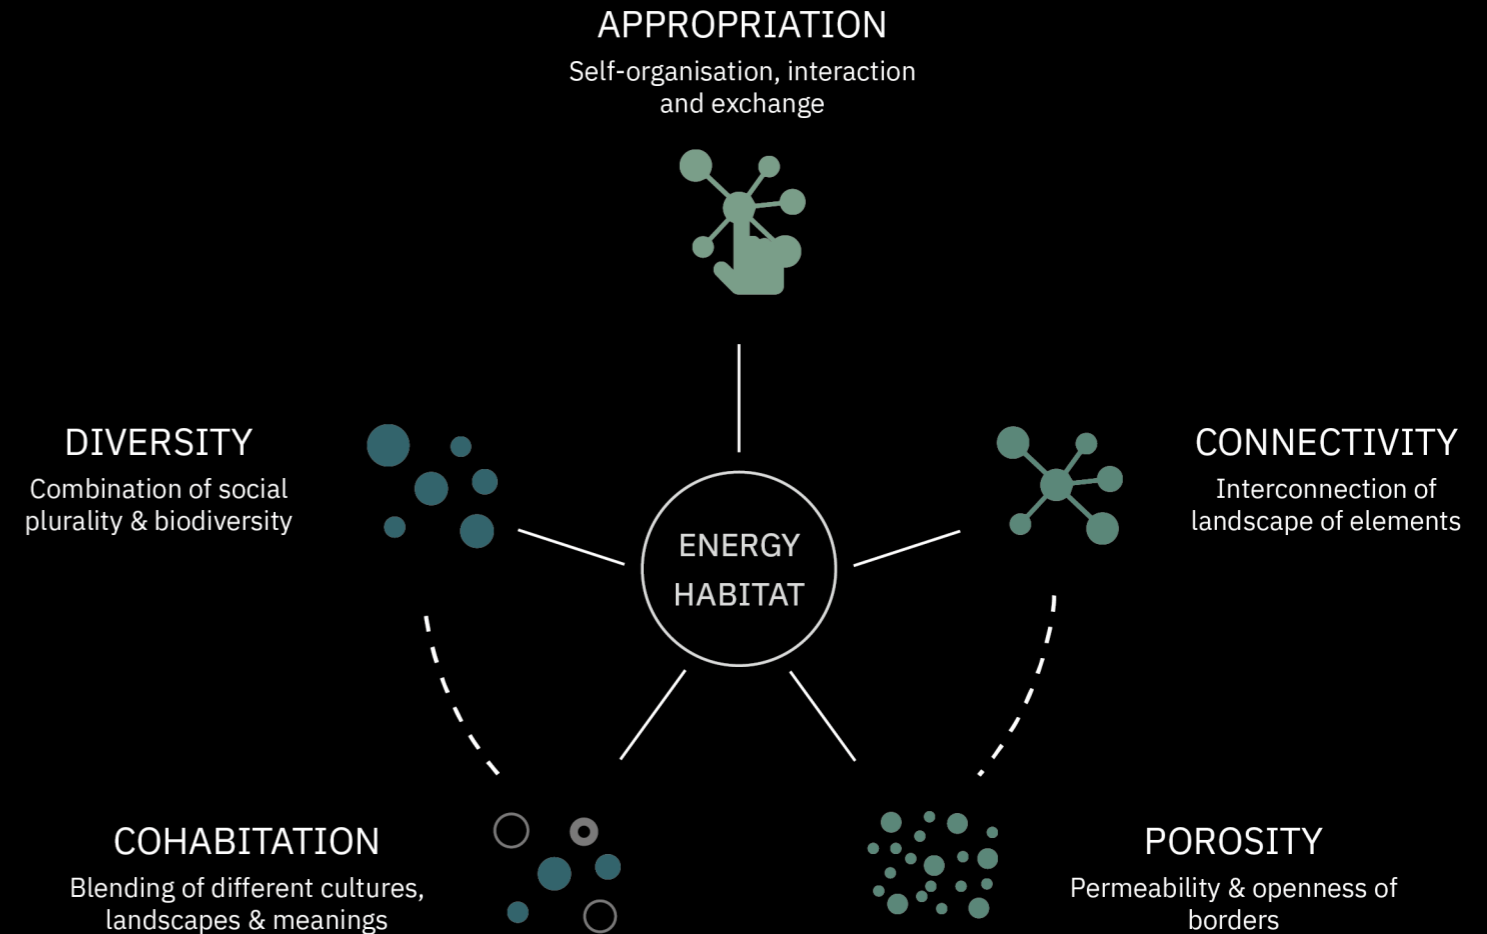 APPROPRIATION
Self-organisation, interaction
and exchange
DIVERSITY
Combination of social
plurality & biodiversity
CONNECTIVITY
Interconnection of
landscape of elements
ENERGY
HABITAT
COHABITATION
Blending of different cultures,
landscapes & meanings
POROSITY
Permeability & openness of
borders